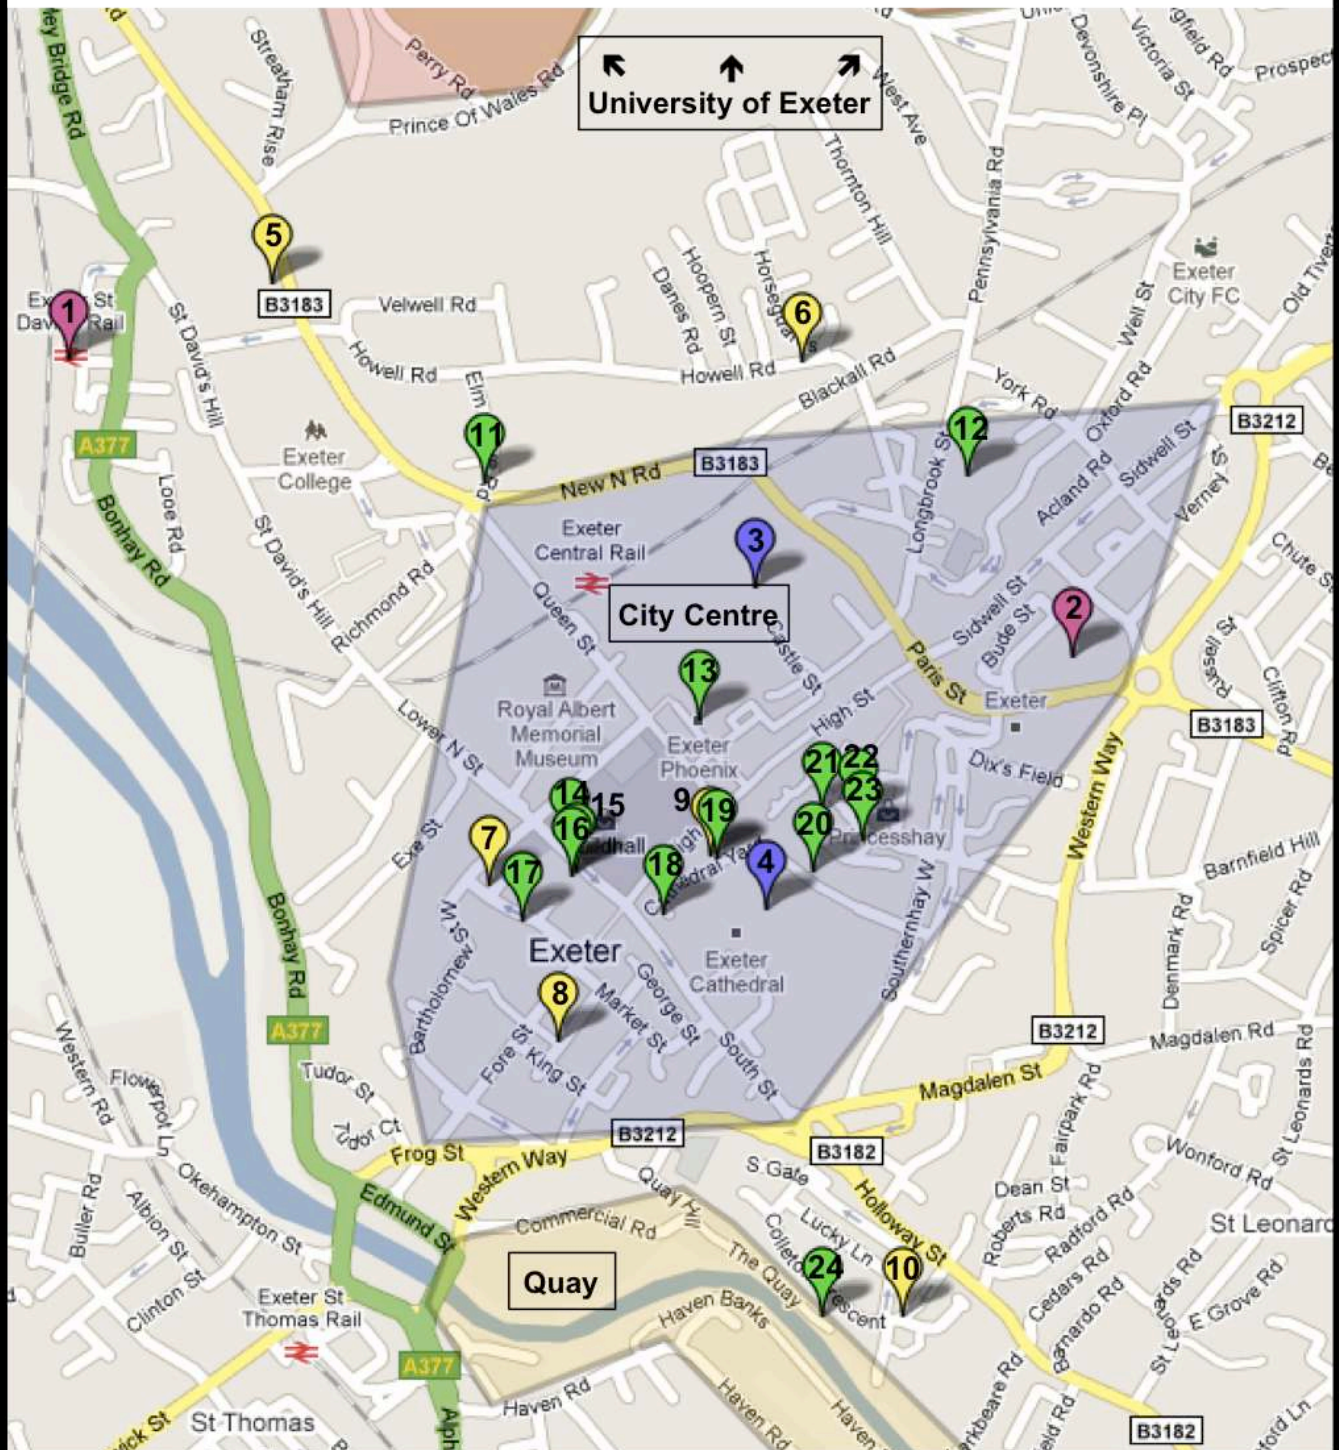 ley Bridge Rd
Streatham Rise
Perry Rd
Prince Of Wales Rd
University of Exeter
West Ave
Thornton Hill
Pennsylvania Rd
Devonshire Pl
Victoria St
Prospec
Old Tivert
Exeter
City FC
Well St
5
B3183
1
Velwell Rd
St David's Hill
Howell Rd
Elm
Danes Rd
Hoopern St
6
Howell Rd
Blackall Rd
York Rd
Oxford Rd
B3212
A377
Exeter
College
Looe Rd
11
B3183
New N Rd
12
Longbrook St
Acland Rd
Sidwell St
Verney St
Bonhay Rd
St David's Hill
Richmond Rd
Exeter
Central Rail
3
City Centre
Queen St
Castle St
Sidwell St
Bude St
2
Paris St
Exeter
Chute S
Russell St
Clifton Rd
B3183
Lower N St
Royal Albert
Memorial
Museum
13
Exeter
Phoenix
High St
Dix's Field
Western Way
21
22
23
20
Princesshay
14
15
16
9
19
18
4
7
17
Exe St
Exeter
Exeter
Cathedral
Southernhay W
Barnfield Hill
Spicer Rd
Denmark Rd
Bonhay Rd
Bartholomew St W
8
George St
Market St
Fore St
King St
South St
A377
B3212
Magdalen Rd
Magdalen St
Western Rd
Flowerpot Ln
Tudor St
Tudor Ct
Frog St
B3212
B3182
Fairpark Rd
St Leonards Rd
Wonford Rd
Western Way
Okehampton St
Buller Rd
Albion St
Clinton St
Edmund St
Commercial Rd
Quay Hill
S Gate
Lucky Ln
Holloway St
Dean St
Roberts Rd
Radford Rd
St Leonard
Quay
The Quay
Haven Banks
24
10
Cedars Rd
Barnardo Rd
E Grove Rd
Exeter St
Thomas Rail
A377
Haven Rd
Haven Rd
Haven
St Thomas
wick St
Alph
B3182